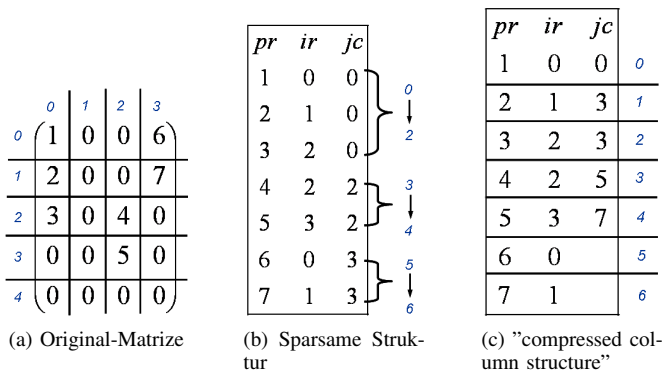 0 1 2 3
0 1 0 0 6
1 2 0 0 7
2 3 0 4 0
3 0 0 5 0
4 0 0 0 0
(a) Original-Matrize
pr ir jc
1 0 0
2 1 0
3 2 0
4 2 2
5 3 2
6 0 3
7 1 3
0
2
3
4
5
6
(b) Sparsame Struk-
tur
pr ir jc
1 0 0 0
2 1 3 1
3 2 3 2
4 2 5 3
5 3 7 4
6 0 5
7 1 6
(c) "compressed col-
umn structure"